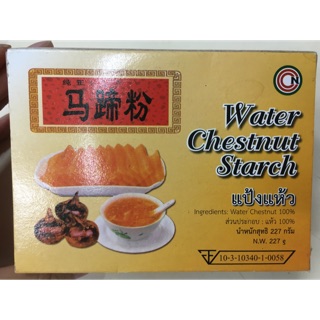 马蹄粉
Water
Chestnut
Starch
แป้งแห้ว
Ingredients: Water Chestnut 100%
ส่วนประกอบ : แห้ว 100%
น้ำหนักสุทธิ 227 กรัม
N.W. 227 g
10-3-10340-1-0058